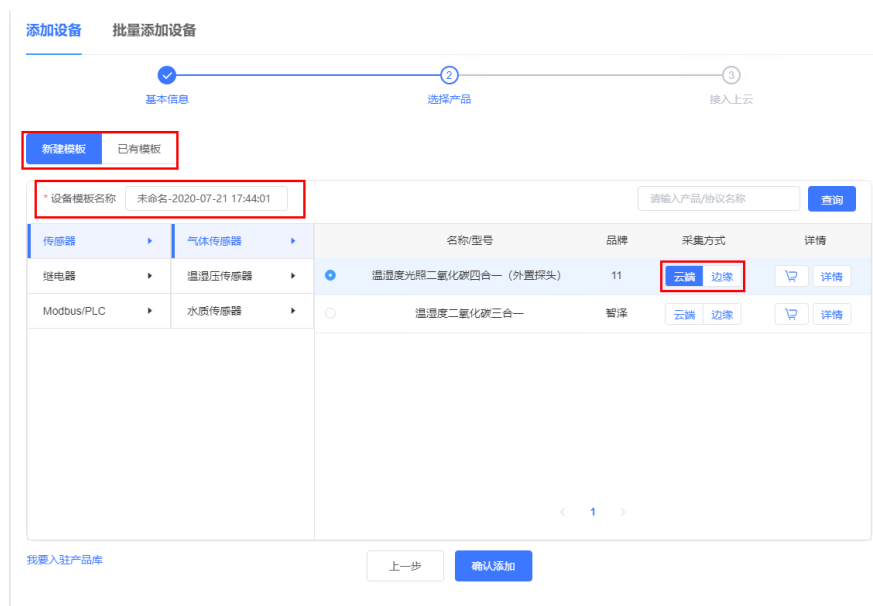 添加设备 批量添加设备
2 3
基本信息 选择产品 接入上云
新建模板 已有模板
* 设备模板名称 未命名-2020-07-21 17:44:01 请输入产品/协议名称 查询
传感器 气体传感器 名称/型号 品牌 采集方式 详情
继电器 温湿压传感器 温湿度光照二氧化碳四合一（外置探头） 11 云端 边缘 详情
Modbus/PLC 水质传感器 温湿度二氧化碳三合一 智泽 云端 边缘 详情
< 1 >
我要入驻产品库 上一步 确认添加